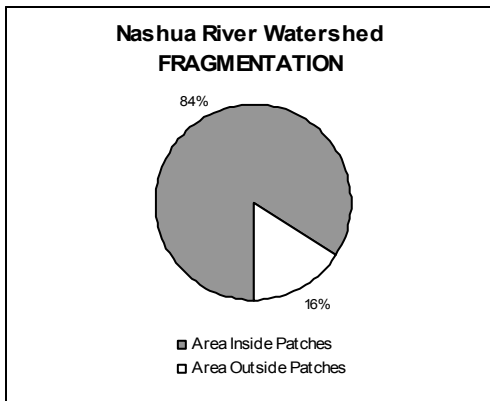 Nashua River Watershed
FRAGMENTATION
84%
16%
Area Inside Patches
Area Outside Patches